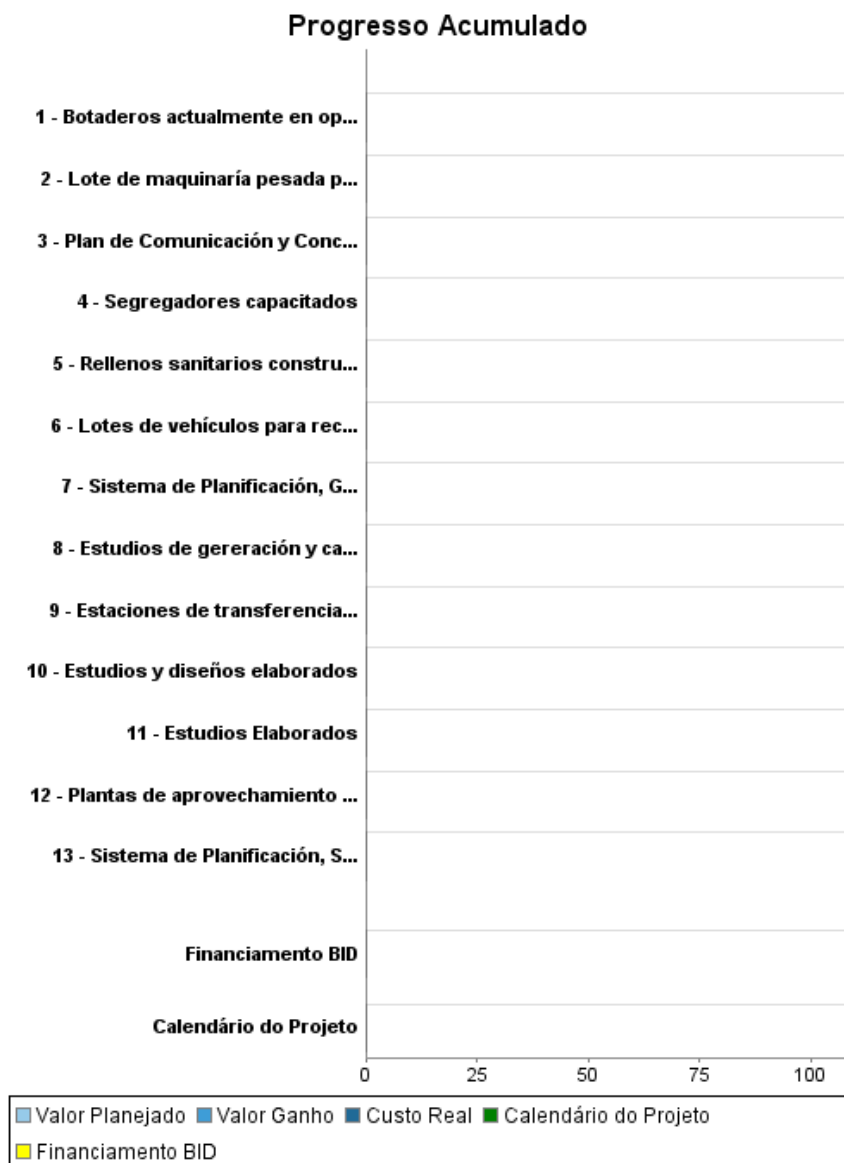 Progresso Acumulado
1 - Botaderos actualmente en op...
2 - Lote de maquinaría pesada p...
3 - Plan de Comunicación y Conc...
4 - Segregadores capacitados
5 - Rellenos sanitarios constru...
6 - Lotes de vehículos para rec...
7 - Sistema de Planificación, G...
8 - Estudios de gereración y ca...
9 - Estaciones de transferencia...
10 - Estudios y diseños elaborados
11 - Estudios Elaborados
12 - Plantas de aprovechamiento ...
13 - Sistema de Planificación, S...
Financiamento BID
Calendário do Projeto
0 25 50 75 100
Valor Planejado Valor Ganho Custo Real Calendário do Projeto
Financiamento BID